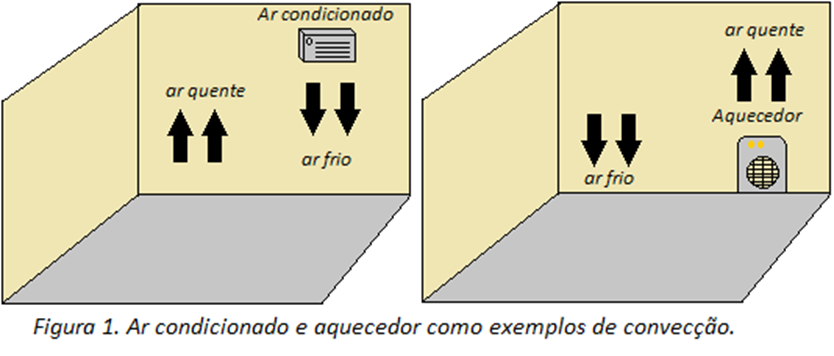 Ar condicionado
ar quente
ar frio
ar quente
Aquecedor
ar frio
Figura 1. Ar condicionado e aquecedor como exemplos de convecção.